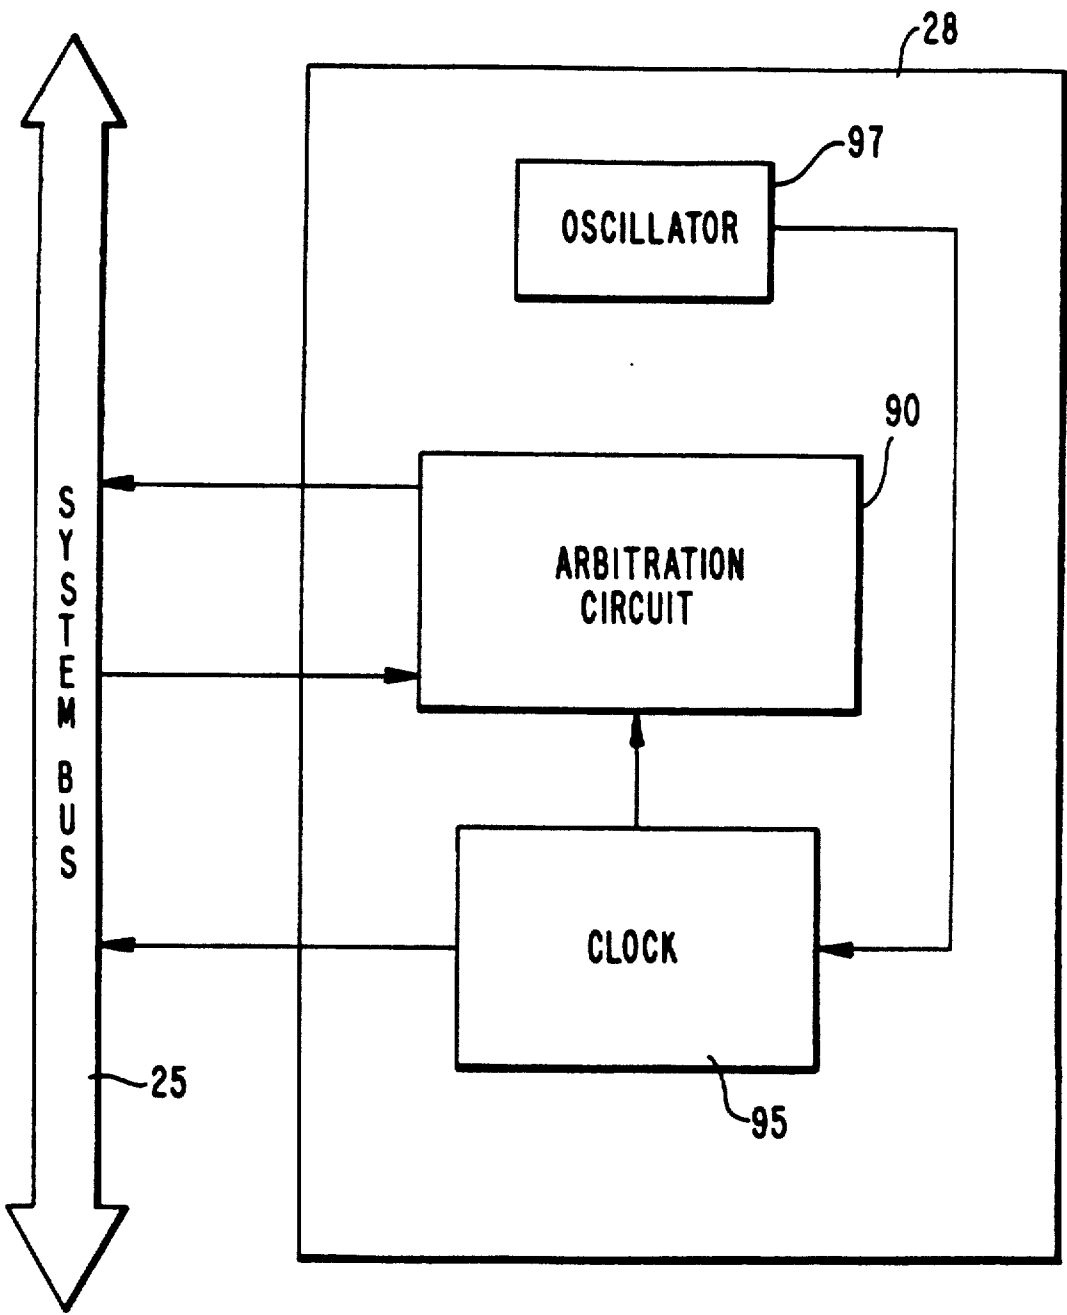 28
97
OSCILLATOR
90
ARBITRATION
CIRCUIT
SYSTEM BUS
CLOCK
25
95